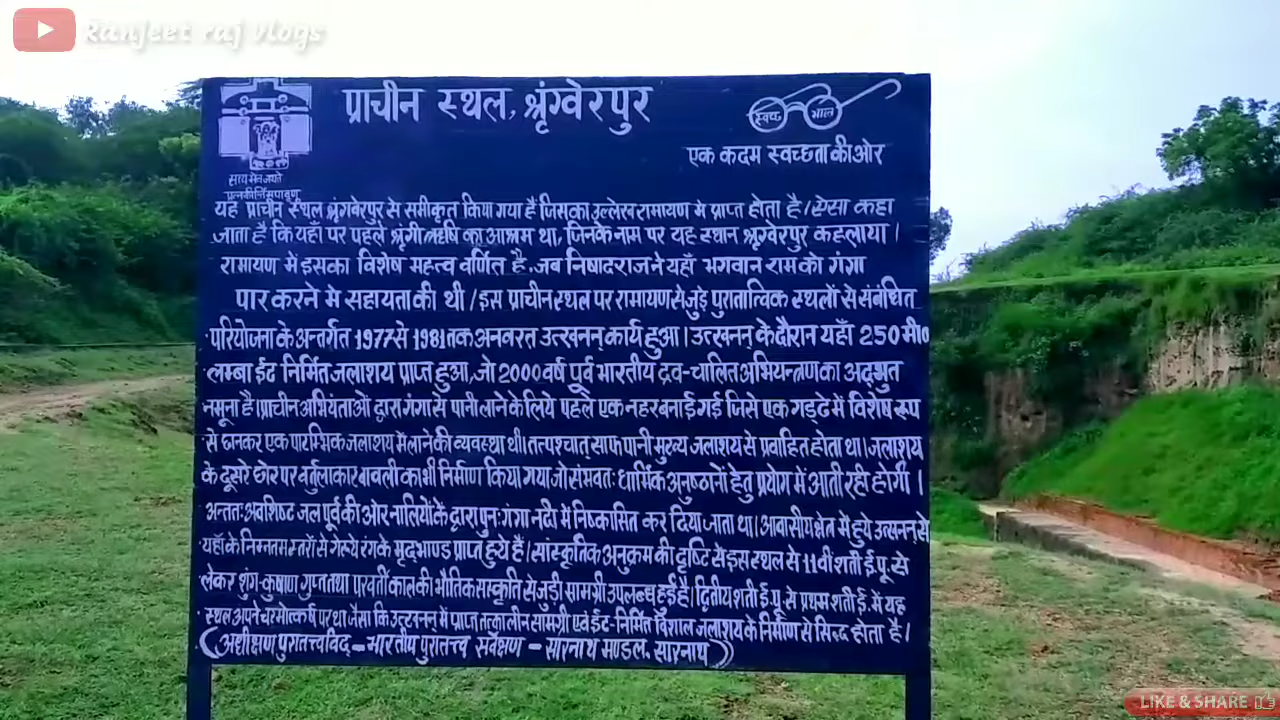 Ranjeet raj vlogs
प्राचीन स्थल, श्रृंग्वेरपुर
स्वच्छ भारत
एक कदम स्वच्छता की ओर
यह प्राचीन स्थल श्रृंगबेरपुर से समीकृत किया गया है जिसका उल्लेख रामायण मे प्राप्त होता है। ऐसा कहा
जाता है कि यहाँ पर पहले श्रृंगी ऋषि का आश्रम था, जिनके नाम पर यह स्थान श्रृग्वेरपुर कहलाया।
रामायण में इसका विशेष महत्व वर्णित है, जब निषादराज ने यहाँ भगवान राम को गंगा
पार करने मे सहायता की थी। इस प्राचीन स्थल पर रामायण से जुड़े पुरातात्विक स्थलों से संबंधित
परियोजना के अन्तर्गत 1977 से 1981 तक अनवरत उत्खनन् कार्य हुआ। उत्खनन् के दौरान यहाँ 250 मी०
लम्बा ईंट निर्मित जलाशय प्राप्त हुआ, जो 2000 वर्ष पूर्व भारतीय द्रव-चालित अभियन्त्रण का अद्भुत
नमूना है। प्राचीन अभियंताओं द्वारा गंगा से पानी लाने के लिये पहले एक नहर बनाई गई जिसे एक गड्ढे में विशेष रूप
से छानकर एक पारम्भिक जलाशय में लाने की व्यवस्था थी। तत्पश्चात् साफ पानी मुख्य जलाशय से प्रवाहित होता था। जलाशय
के दूसरे छोर पर वर्तुलाकार बावली का भी निर्माण किया गया जो संभवतः धार्मिक अनुष्ठानों हेतु प्रयोग में आती रही होगी।
अन्ततः अवशिष्ट जल पूर्व की ओर नालियों के द्वारा पुनः गंगा नदी में निष्कासित कर दिया जाता था। आवासीय क्षेत्र में हुये उत्खनन् से
यहाँ के निम्नतम स्तरों से गेरूये रंग के मृद्भाण्ड प्राप्त हुये हैं। सांस्कृतिक अनुक्रम की दृष्टि से इस स्थल से 11वीं शती ई.पू. से
लेकर शुंग-कुषाण गुप्त तथा परवर्ती काल की भौतिक संस्कृति से जुड़ी सामग्री उपलब्ध हुई है। द्वितीय शती ई.पू. से प्रथम शती ई. में यह
स्थल अपने चरमोत्कर्ष पर था जैसा कि उत्खनन् में प्राप्त तत्कालीन सामग्री एवं ईंट-निर्मित विशाल जलाशय के निर्माण से सिद्ध होता है।
(अधीक्षण पुरातत्त्वविद् - भारतीय पुरातत्त्व सर्वेक्षण - सारनाथ मण्डल, सारनाथ)
LIKE & SHARE